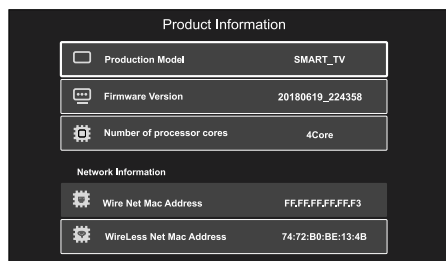 Product Information
Production Model SMART_TV
Firmware Version 20180619_224358
Number of processor cores 4Core
Network Information
Wire Net Mac Address FF.FF.FF.FF.FF.F3
WireLess Net Mac Address 74:72:B0:BE:13:4B